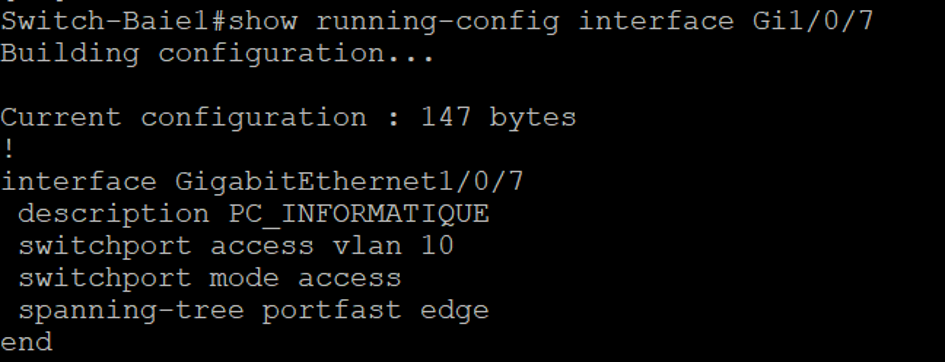 Switch-Baie1#show running-config interface Gi1/0/7
Building configuration...
Current configuration : 147 bytes
!
interface GigabitEthernet1/0/7
description PC_INFORMATIQUE
switchport access vlan 10
switchport mode access
spanning-tree portfast edge
end